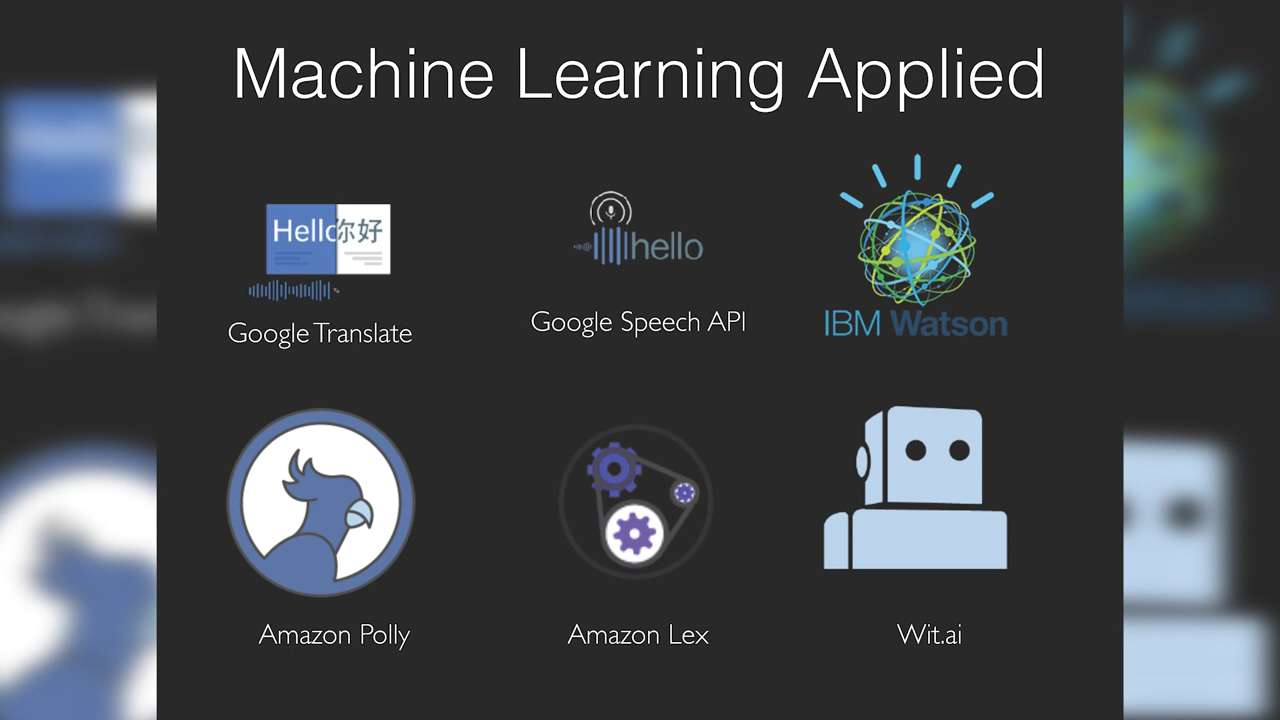 Machine Learning Applied
Hello你好
hello
Google Translate
Google Speech API
IBM Watson
Amazon Polly
Amazon Lex
Wit.ai